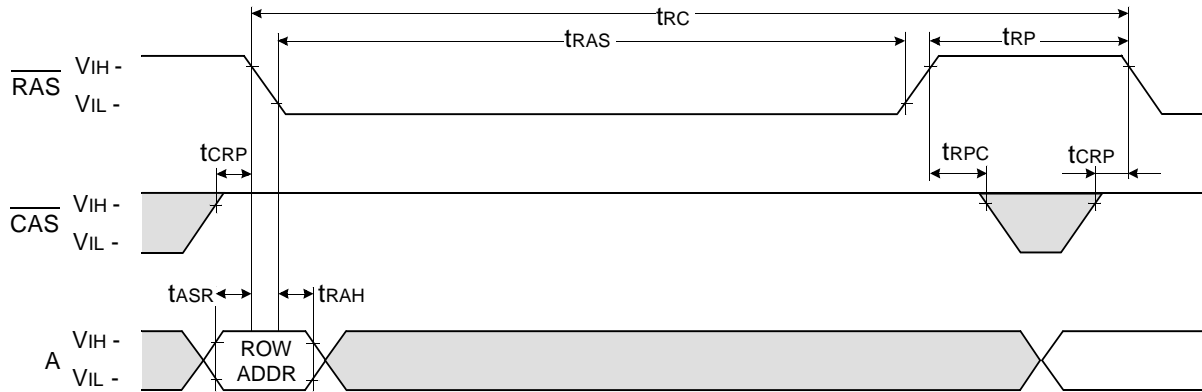 tRC
tRAS
tRP
RAS
VIH -
VIL -
tCRP
tRPC
tCRP
CAS
VIH -
VIL -
tASR
tRAH
A
VIH -
VIL -
ROW
ADDR